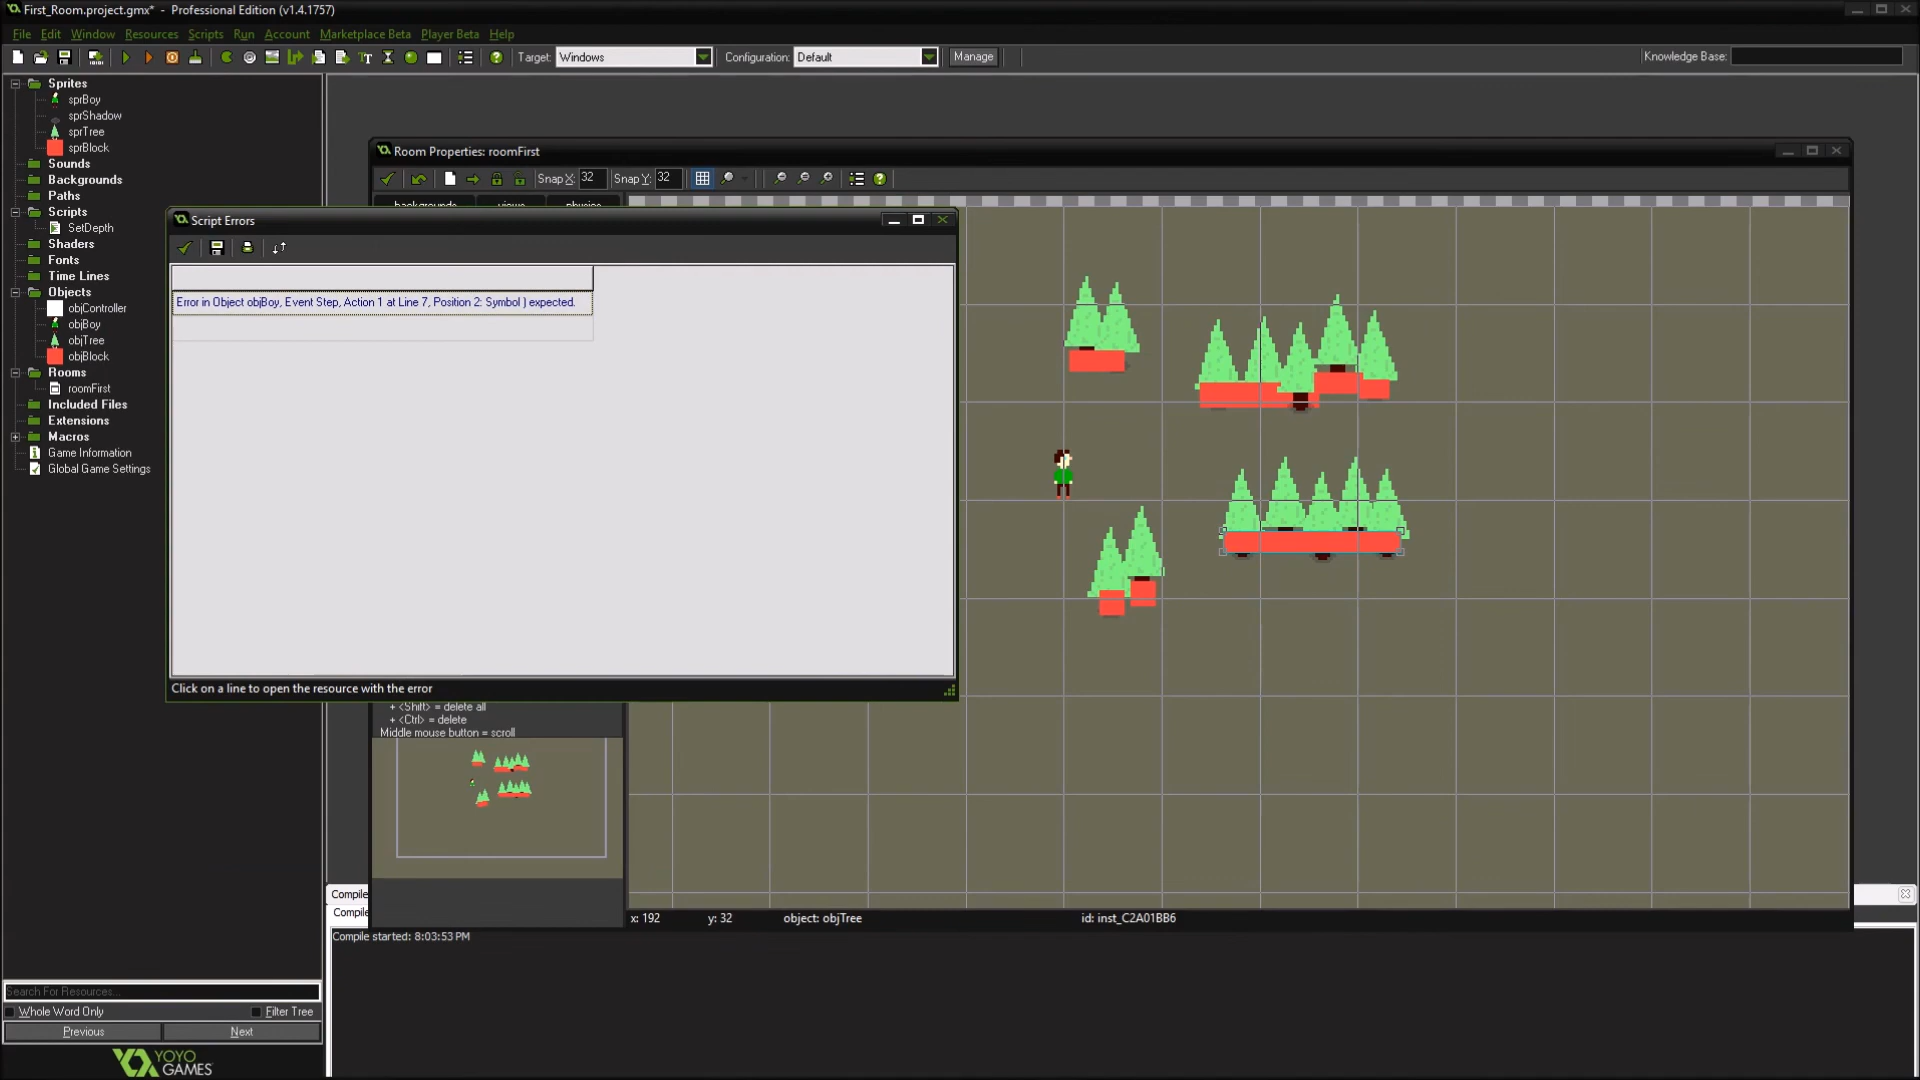 First_Room.project.gmx* - Professional Edition (v1.4.1757)
File Edit Window Resources Scripts Run Account Marketplace Beta Player Beta Help
Target: Windows Configuration: Default Manage Knowledge Base:
Sprites
sprBoy
sprShadow
sprTree
sprBlock
Sounds
Backgrounds
Paths
Scripts
SetDepth
Shaders
Fonts
Time Lines
Objects
objController
objBoy
objTree
objBlock
Rooms
roomFirst
Included Files
Extensions
Macros
Game Information
Global Game Settings
Search For Resources...
Whole Word Only Filter Tree
Previous Next
YOYO
GAMES
Room Properties: roomFirst
Snap X: 32 Snap Y: 32
backgrounds views physics
Script Errors
Error in Object objBoy, Event Step, Action 1 at Line 7, Position 2: Symbol ) expected.
Click on a line to open the resource with the error
+ <Shift> = delete all
+ <Ctrl> = delete
Middle mouse button = scroll
x: 192 y: 32 object: objTree id: inst_C2A01BB6
Compile
Compile
Compile started: 8:03:53 PM